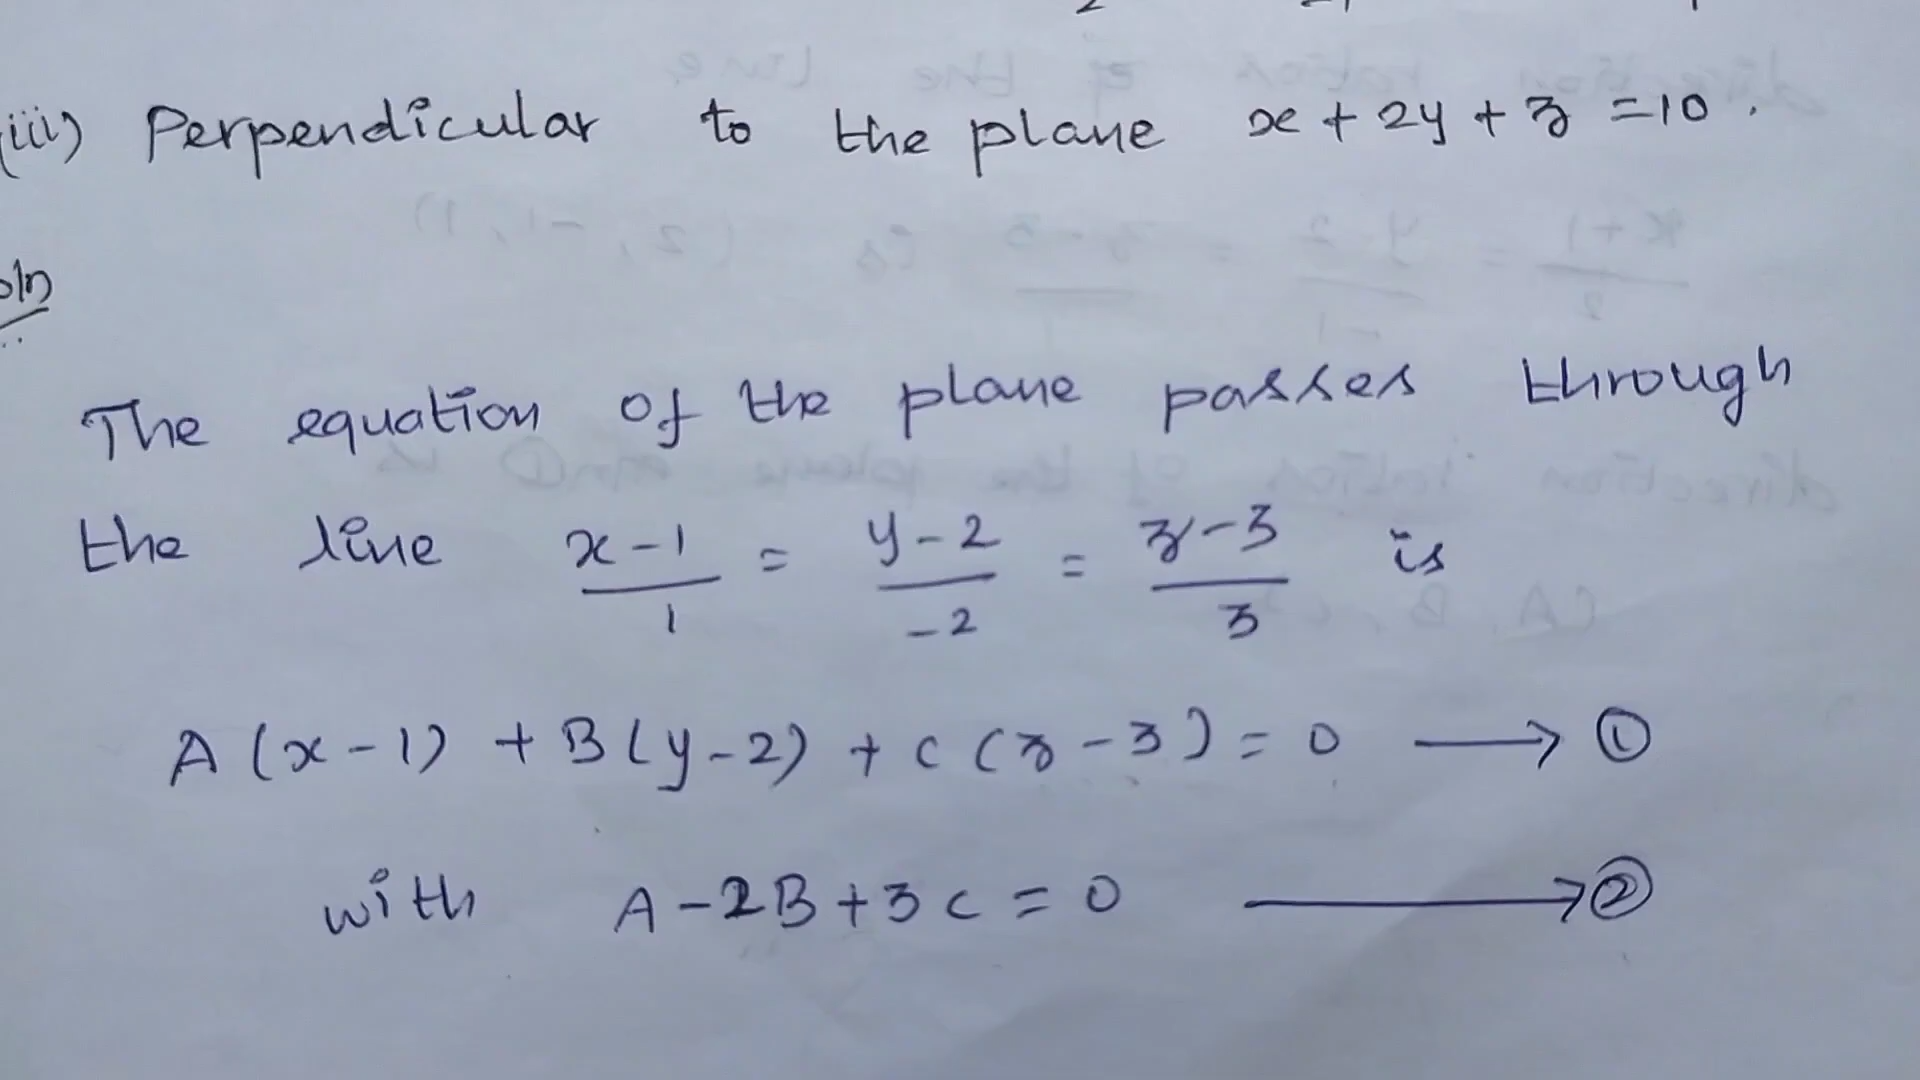 (iii) Perpendicular to the plane x + 2y + z = 10.
oln
The equation of the plane passes through
the line x-1/1 = y-2/-2 = z-3/3 is
A(x-1) + B(y-2) + C(z-3) = 0 → ①
with A-2B+3C = 0 → ②